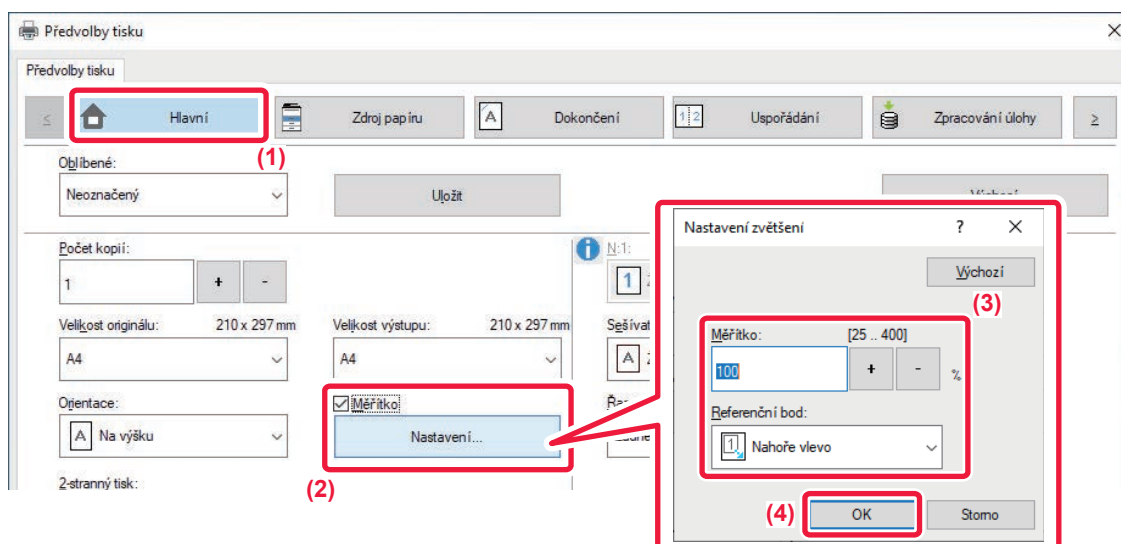 Předvolby tisku
Předvolby tisku
Hlavní
Zdroj papíru
Dokončení
Uspořádání
Zpracování úlohy
(1)
Oblíbené:
Neoznačený
Uložit
Počet kopií:
1
+ -
N:1:
1
Velikost originálu: 210 x 297 mm
A4
Velikost výstupu: 210 x 297 mm
A4
Orientace:
A Na výšku
Měřítko
Nastavení...
(2)
2-stranný tisk:
Nastavení zvětšení ?
Výchozí
(3)
Měřítko: [25 .. 400]
100 + - %
Referenční bod:
1 Nahoře vlevo
(4)
OK
Storno